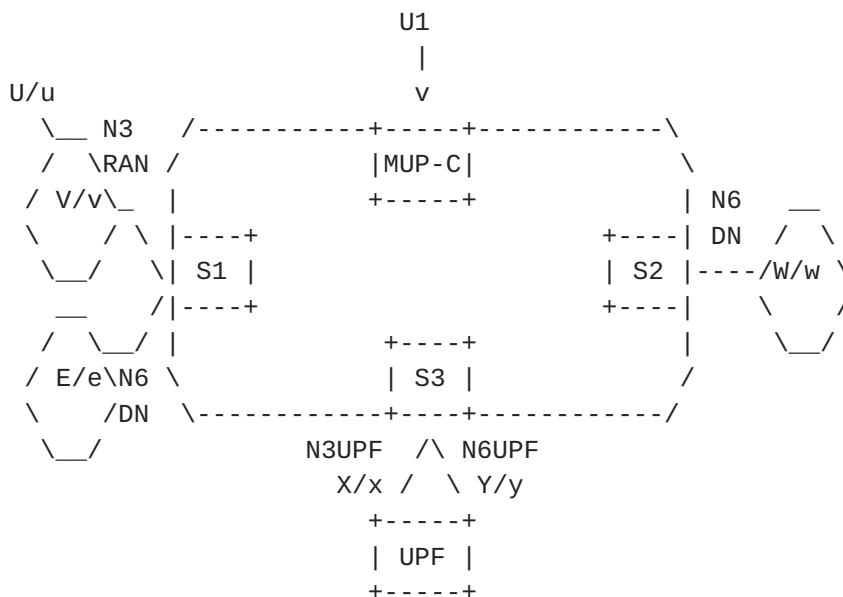 U1
|
U/u v
\__ N3 /-----------+-----+------------\
/ \RAN / |MUP-C| \
/ V/v\_ | +-----+ | N6 __
\ / \ |----+ +----| DN / \
\__/ \| S1 | | S2 |----/W/w \
__ /|----+ +----| \ /
/ \__/ | +----+ | \__/
/ E/e\N6 \ | S3 | /
\ /DN \------------+----+------------/
\__/ N3UPF /\ N6UPF
X/x / \ Y/y
+-----+
| UPF |
+-----+